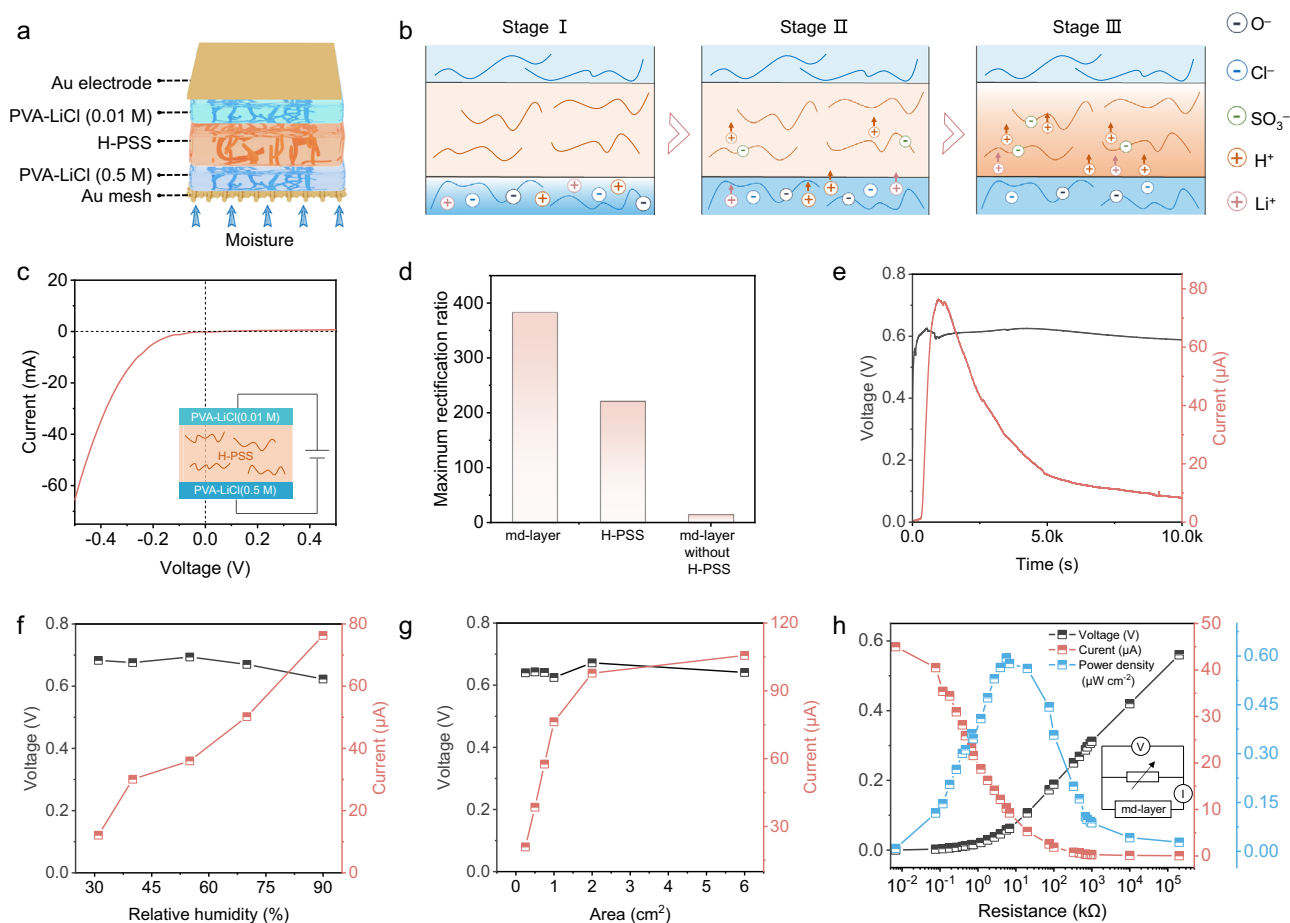 a
Au electrode
PVA-LiCl (0.01 M)
H-PSS
PVA-LiCl (0.5 M)
Au mesh
Moisture
b
Stage Ⅰ
Stage Ⅱ
Stage Ⅲ
O⁻
Cl⁻
SO₃⁻
H⁺
Li⁺
c
20
0
-20
-40
-60
Current (mA)
-0.4
-0.2
0.0
0.2
0.4
Voltage (V)
PVA-LiCl(0.01 M)
H-PSS
PVA-LiCl(0.5 M)
d
400
300
200
100
0
Maximum rectification ratio
md-layer
H-PSS
md-layer
without
H-PSS
e
0.8
0.6
0.4
0.2
0.0
Voltage (V)
80
60
40
20
0
Current (μA)
0.0
5.0k
10.0k
Time (s)
f
0.8
0.6
0.4
0.2
0.0
Voltage (V)
80
60
40
20
0
Current (μA)
30
45
60
75
90
Relative humidity (%)
g
0.8
0.6
0.4
0.2
0.0
Voltage (V)
120
90
60
30
Current (μA)
0
2
4
6
Area (cm²)
h
0.6
0.4
0.2
0.0
Voltage (V)
Curent (μA)
Power density
(μW cm⁻²)
V
I
md-layer
50
40
30
20
10
0
0.60
0.45
0.30
0.15
0.00
10⁻²
10⁻¹
10⁰
10¹
10²
10³
10⁴
10⁵
Resistance (kΩ)